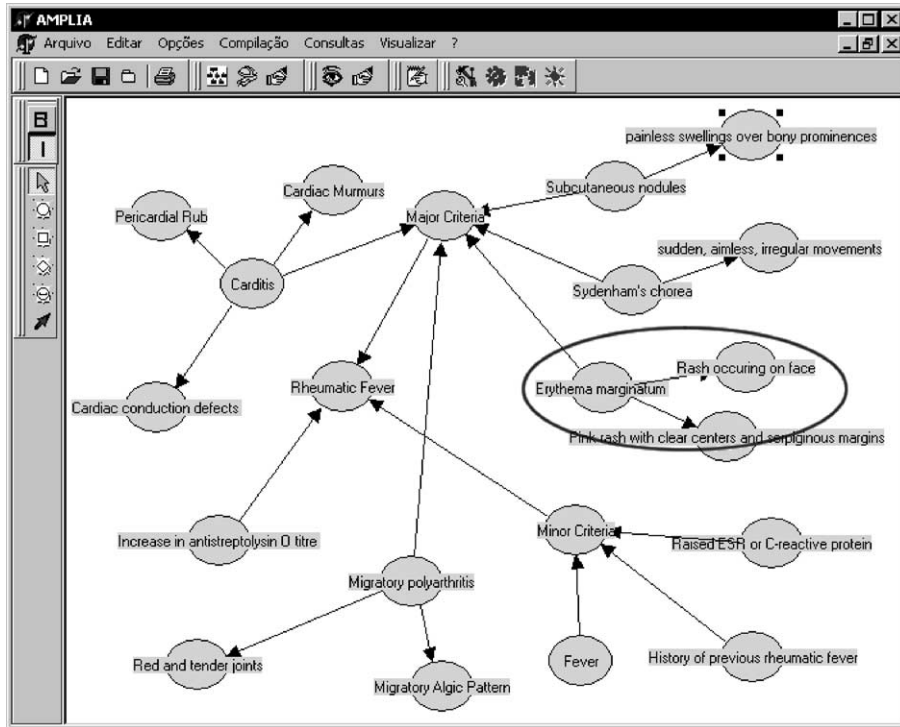 AMPLIA
Arquivo Editar Opções Compilação Consultas Visualizar ?
B
I
painless swellings over bony prominences
Cardiac Murmurs
Subcutaneous nodules
Pericardial Rub
Major Criteria
sudden, aimless, irregular movements
Carditis
Sydenham's chorea
Rash occuring on face
Rheumatic Fever
Erythema marginatum
Cardiac conduction defects
Pink rash with clear centers and serpiginous margins
Increase in antistreptolysin O titre
Minor Criteria
Raised ESR or C-reactive protein
Migratory polyarthritis
Red and tender joints
Fever
History of previous rheumatic fever
Migratory Algic Pattern